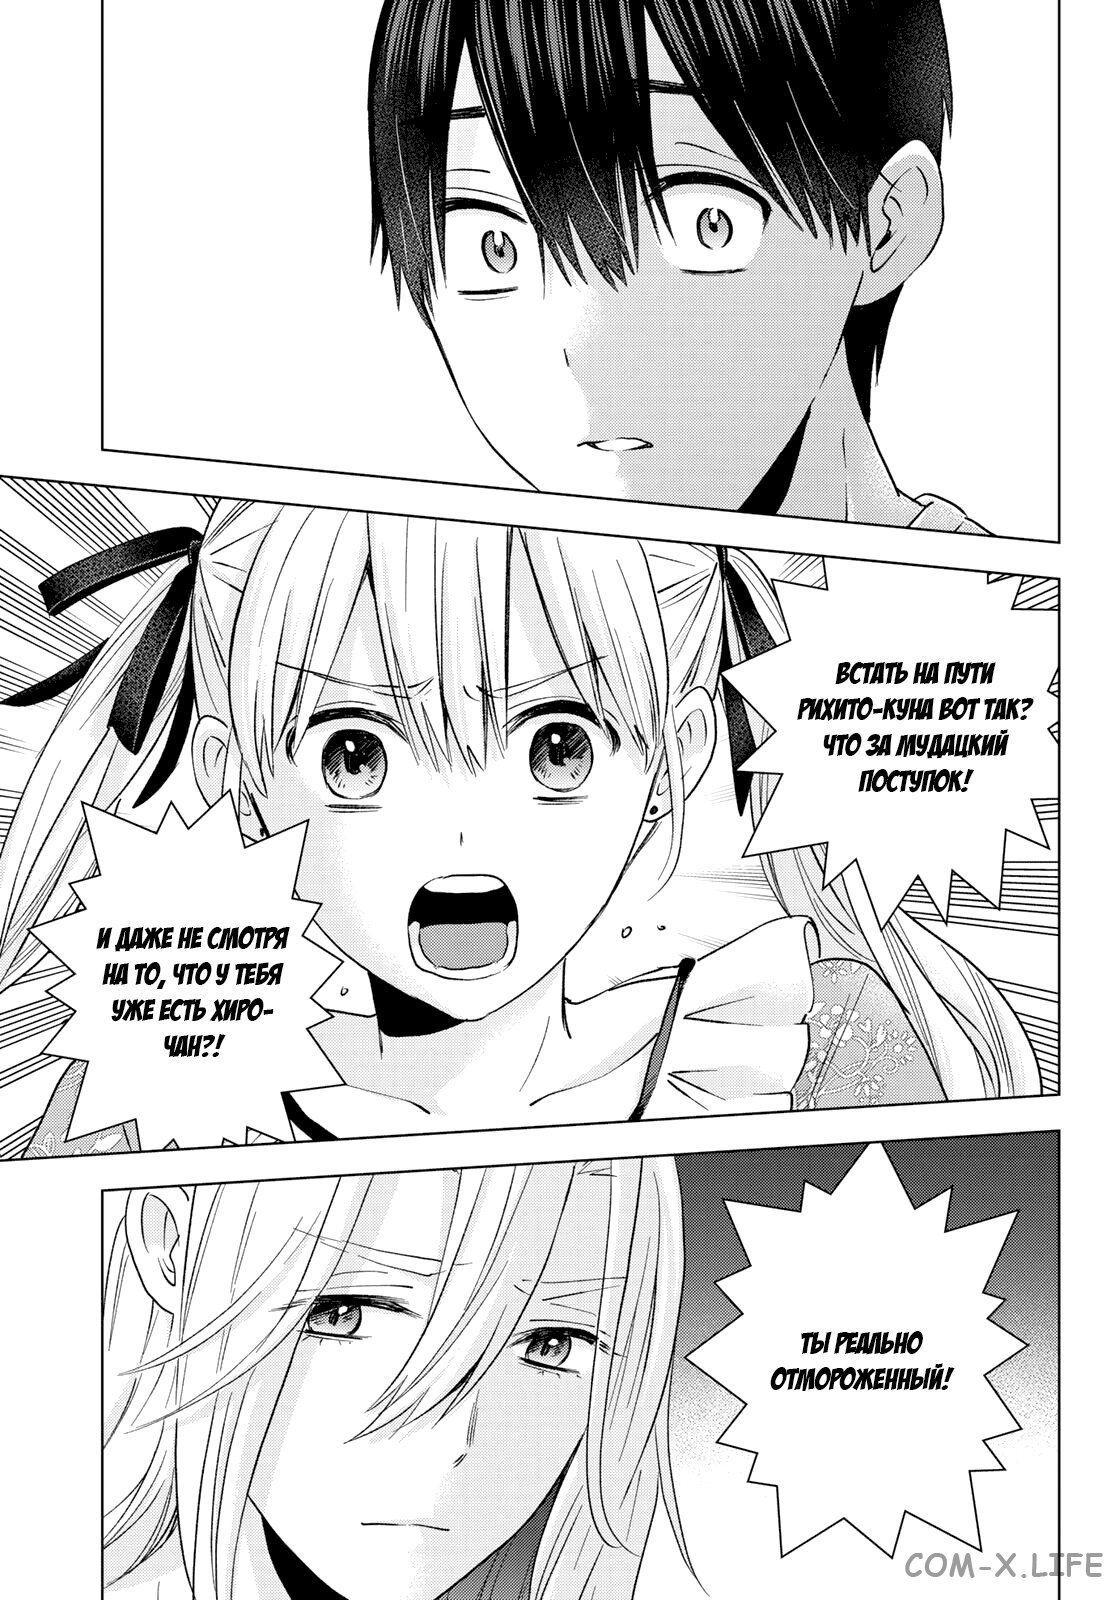 ВСТАТЬ НА ПУТИ
РИХИТО-КУНА ВОТ ТАК?
ЧТО ЗА МУДАЦКИЙ
ПОСТУПОК!
И ДАЖЕ НЕ СМОТРЯ
НА ТО, ЧТО У ТЕБЯ
УЖЕ ЕСТЬ ХИРО-
ЧАН?!
ТЫ РЕАЛЬНО
ОТМОРОЖЕННЫЙ!
COM-X.LIFE